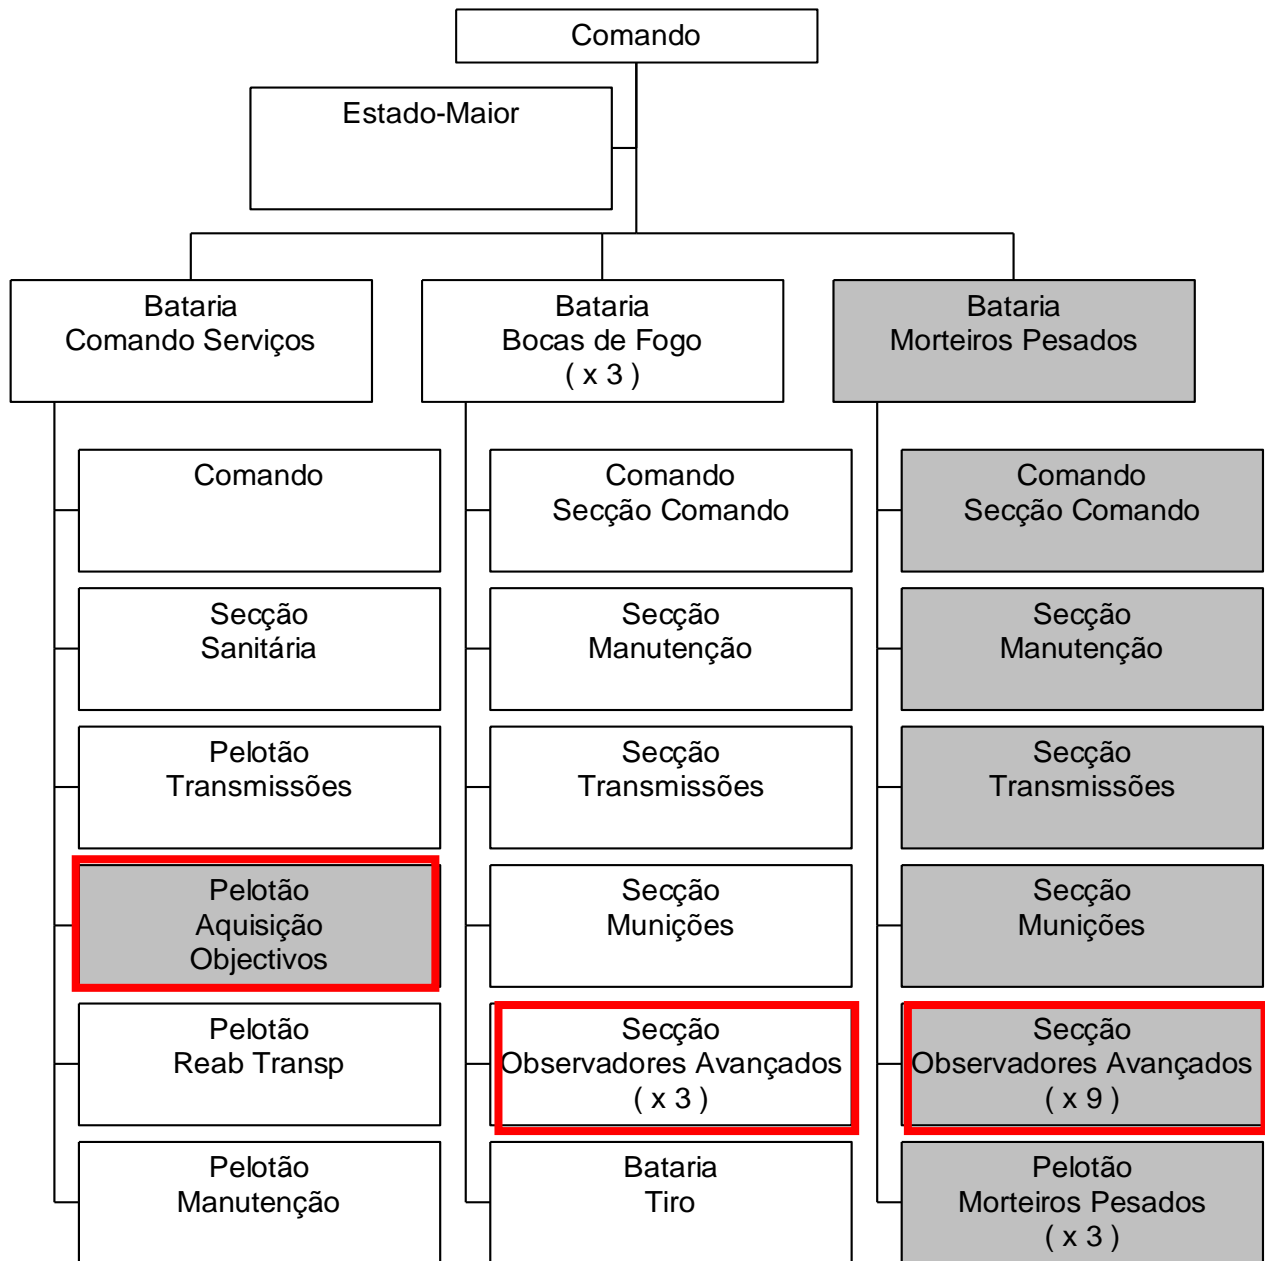 Comando
Estado-Maior
Bataria
Comando Serviços
Bataria
Bocas de Fogo
( x 3 )
Bataria
Morteiros Pesados
Comando
Secção
Sanitária
Pelotão
Transmissões
Pelotão
Aquisição
Objectivos
Pelotão
Reab Transp
Pelotão
Manutenção
Comando
Secção Comando
Secção
Manutenção
Secção
Transmissões
Secção
Munições
Secção
Observadores Avançados
( x 3 )
Bataria
Tiro
Comando
Secção Comando
Secção
Manutenção
Secção
Transmissões
Secção
Munições
Secção
Observadores Avançados
( x 9 )
Pelotão
Morteiros Pesados
( x 3 )